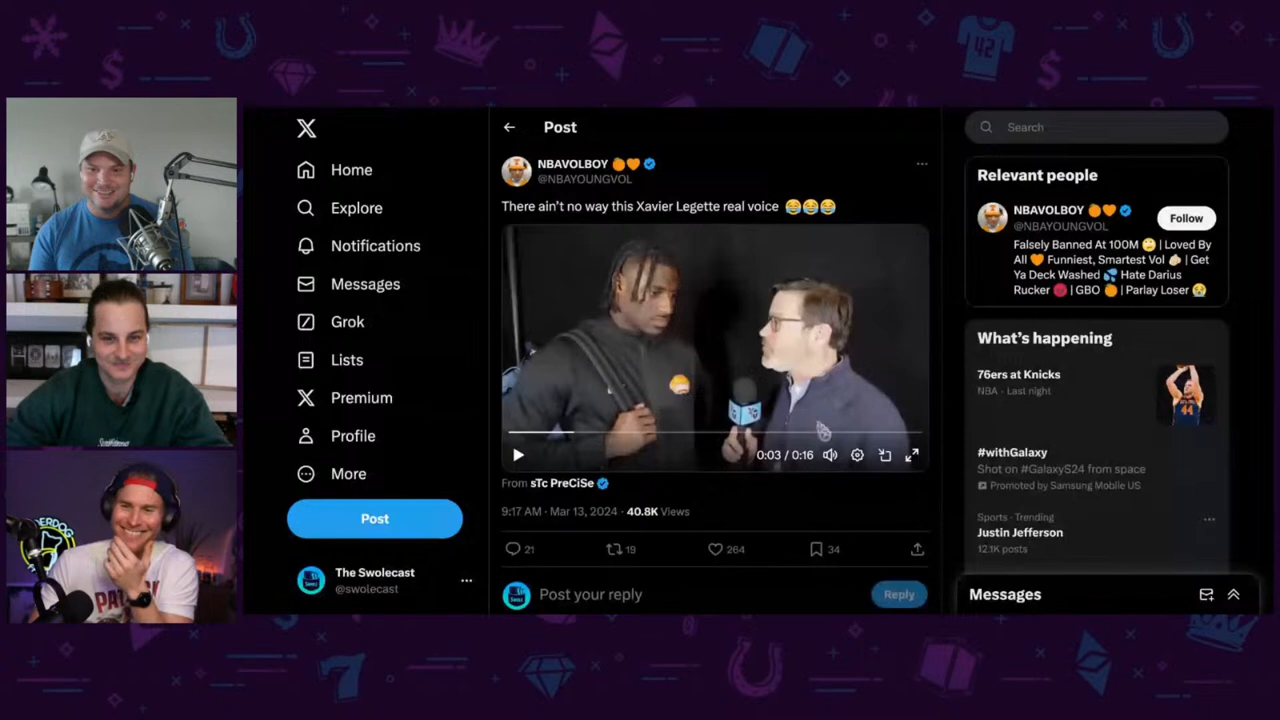 42
$
$
7
Home
Explore
Notifications
Messages
Grok
Lists
Premium
Profile
More
Post
The Swolecast
@swolecast
Post
NBAVOLBOY 🍊🧡
@NBAYOUNGVOL
There ain't no way this Xavier Legette real voice 😂😂😂
0:03 / 0:16
From sTc PreCiSe
9:17 AM · Mar 13, 2024 · 40.8K Views
21
19
264
34
Post your reply
Reply
Search
Relevant people
NBAVOLBOY 🍊🧡
@NBAYOUNGVOL
Follow
Falsely Banned At 100M 🙄 | Loved By
All 🧡 Funniest, Smartest Vol 🤌🏻 | Get
Ya Deck Washed 💦 Hate Darius
Rucker 🤬 | GBO 🍊 | Parlay Loser 😭
What's happening
76ers at Knicks
NBA · Last night
44
#withGalaxy
Shot on #GalaxyS24 from space
Promoted by Samsung Mobile US
Sports · Trending
Justin Jefferson
12.1K posts
Messages